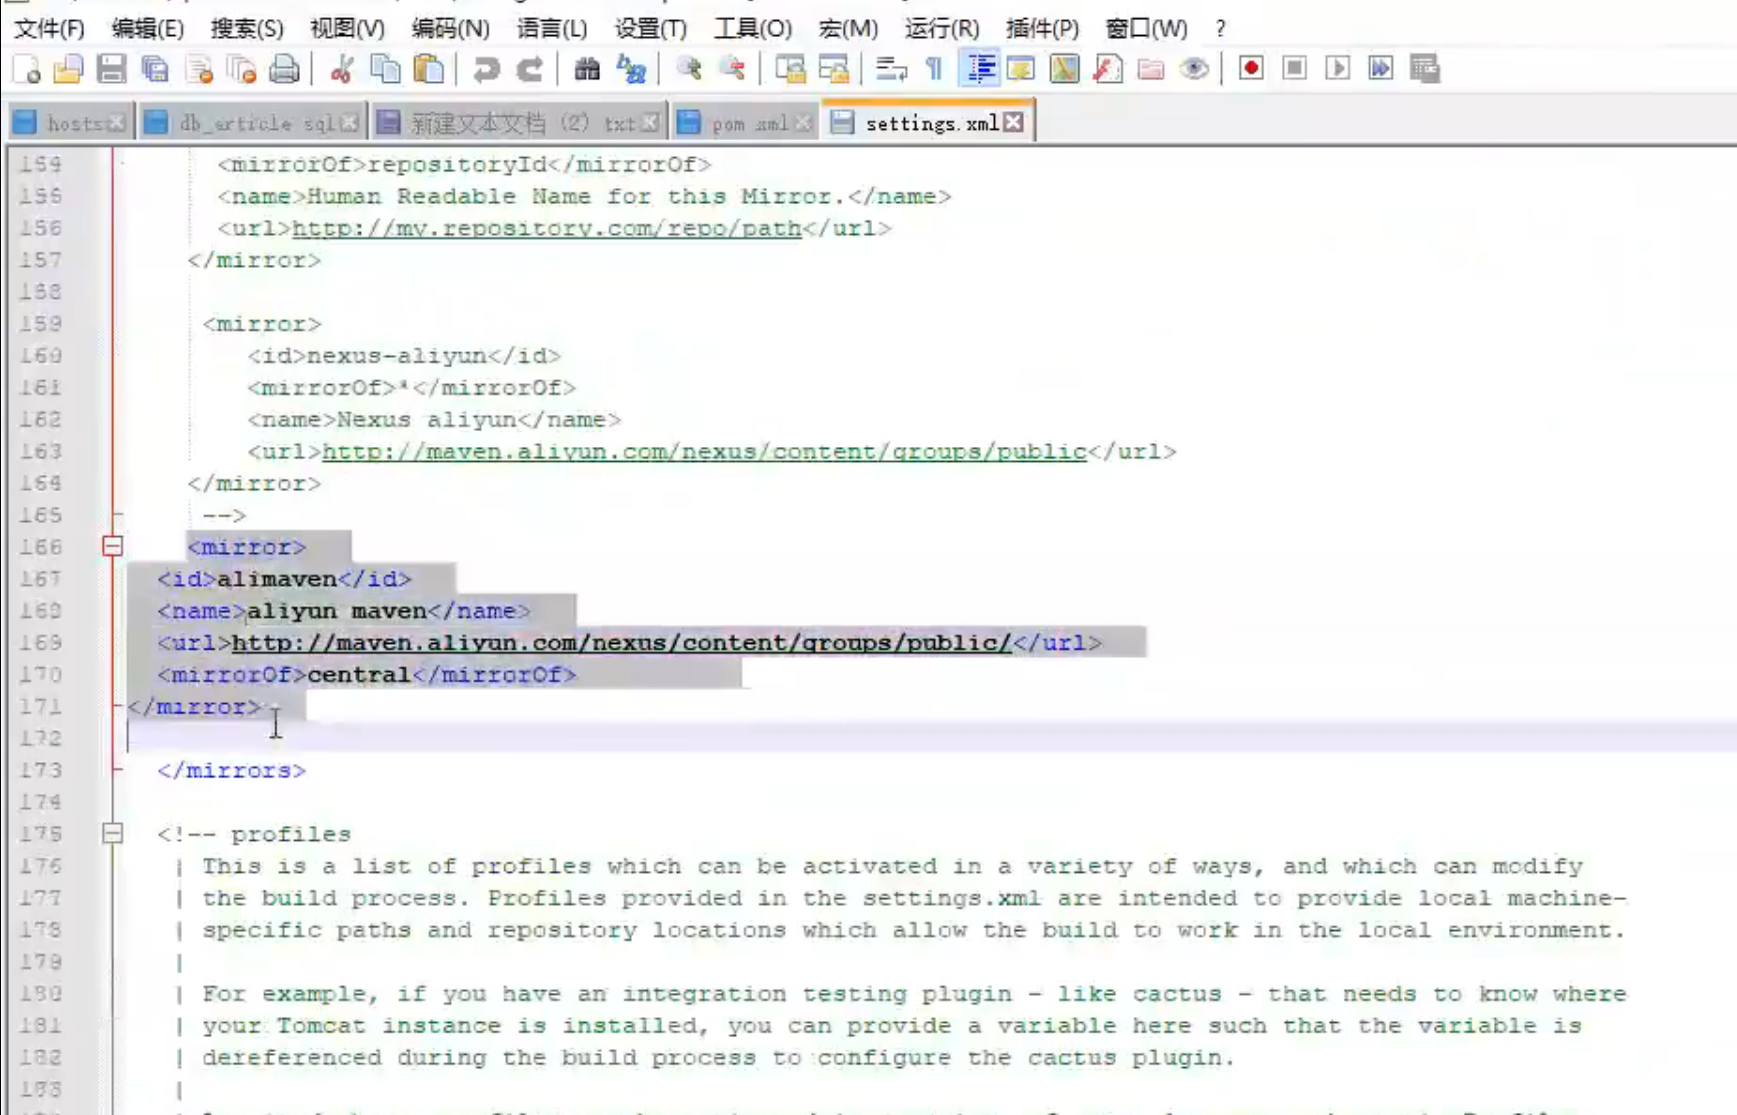 文件(F) 编辑(E) 搜索(S) 视图(V) 编码(N) 语言(L) 设置(T) 工具(O) 宏(M) 运行(R) 插件(P) 窗口(W) ?
hosts db_article sql 新建文本文档 (2) txt pom xml settings.xml
154 <mirrorOf>repositoryId</mirrorOf>
155 <name>Human Readable Name for this Mirror.</name>
156 <url>http://my.repository.com/repo/path</url>
157 </mirror>
158
159 <mirror>
160 <id>nexus-aliyun</id>
161 <mirrorOf>*</mirrorOf>
162 <name>Nexus aliyun</name>
163 <url>http://maven.aliyun.com/nexus/content/groups/public</url>
164 </mirror>
165 -->
166 <mirror>
167 <id>alimaven</id>
168 <name>aliyun maven</name>
169 <url>http://maven.aliyun.com/nexus/content/groups/public/</url>
170 <mirrorOf>central</mirrorOf>
171 </mirror>
172
173 </mirrors>
174
175 <!-- profiles
176 | This is a list of profiles which can be activated in a variety of ways, and which can modify
177 | the build process. Profiles provided in the settings.xml are intended to provide local machine-
178 | specific paths and repository locations which allow the build to work in the local environment.
179 |
180 | For example, if you have an integration testing plugin - like cactus - that needs to know where
181 | your Tomcat instance is installed, you can provide a variable here such that the variable is
182 | dereferenced during the build process to configure the cactus plugin.
183 |